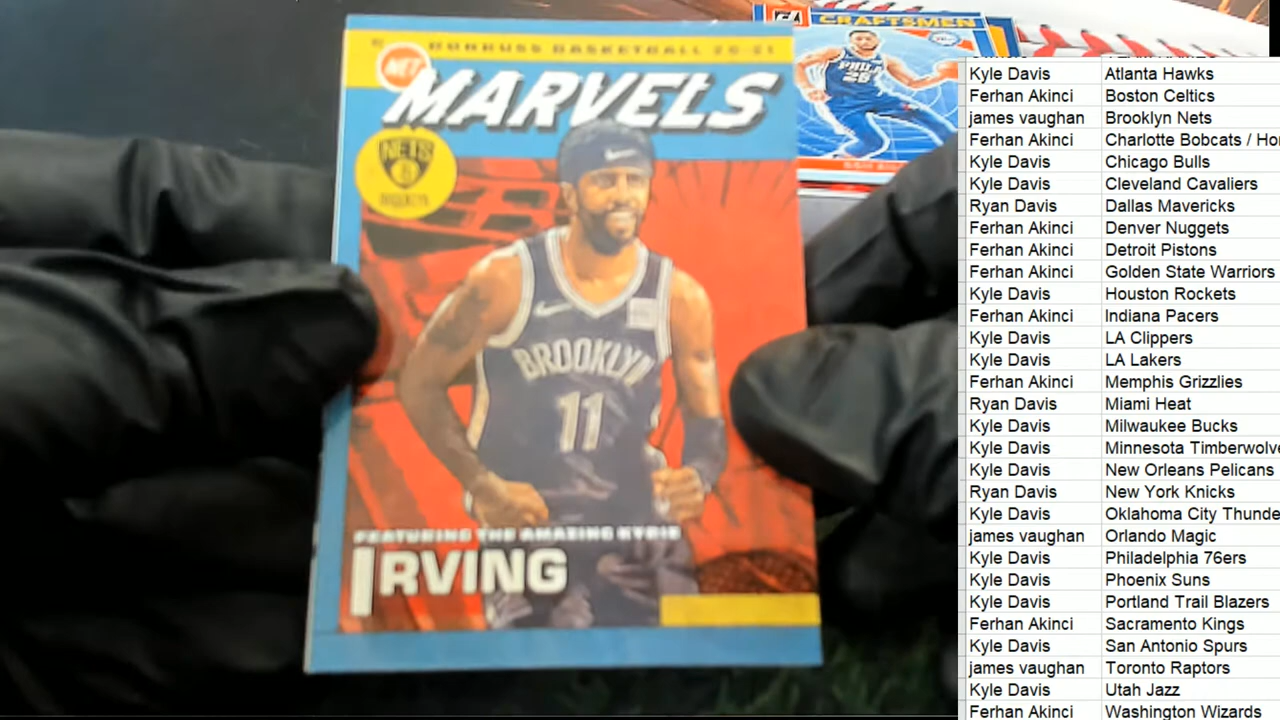 DONRUSS BASKETBALL 20-21
NET
MARVELS
NETS
BROOKLYN
BROOKLYN
11
FEATURING THE AMAZING KYRIE
IRVING
CRAFTSMEN
PHILA
25
Kyle Davis Atlanta Hawks
Ferhan Akinci Boston Celtics
james vaughan Brooklyn Nets
Ferhan Akinci Charlotte Bobcats / Ho
Kyle Davis Chicago Bulls
Kyle Davis Cleveland Cavaliers
Ryan Davis Dallas Mavericks
Ferhan Akinci Denver Nuggets
Ferhan Akinci Detroit Pistons
Ferhan Akinci Golden State Warriors
Kyle Davis Houston Rockets
Ferhan Akinci Indiana Pacers
Kyle Davis LA Clippers
Kyle Davis LA Lakers
Ferhan Akinci Memphis Grizzlies
Ryan Davis Miami Heat
Kyle Davis Milwaukee Bucks
Kyle Davis Minnesota Timberwolve
Kyle Davis New Orleans Pelicans
Ryan Davis New York Knicks
Kyle Davis Oklahoma City Thunde
james vaughan Orlando Magic
Kyle Davis Philadelphia 76ers
Kyle Davis Phoenix Suns
Kyle Davis Portland Trail Blazers
Ferhan Akinci Sacramento Kings
Kyle Davis San Antonio Spurs
james vaughan Toronto Raptors
Kyle Davis Utah Jazz
Ferhan Akinci Washington Wizards